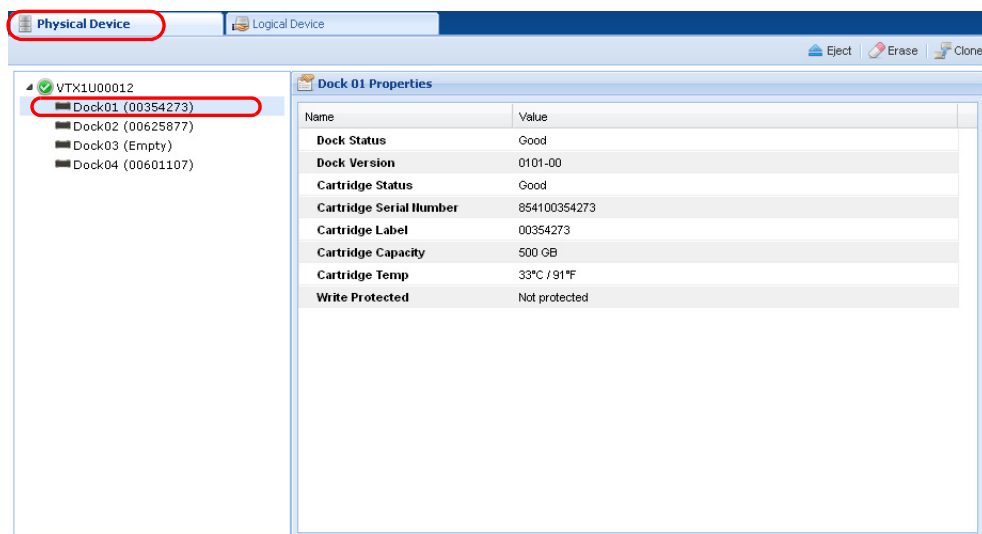 Physical Device
Logical Device
Eject
Erase
Clone
VTX1U00012
Dock01 (00354273)
Dock02 (00625877)
Dock03 (Empty)
Dock04 (00601107)
Dock 01 Properties
Name Value
Dock Status Good
Dock Version 0101-00
Cartridge Status Good
Cartridge Serial Number 854100354273
Cartridge Label 00354273
Cartridge Capacity 500 GB
Cartridge Temp 33°C / 91°F
Write Protected Not protected